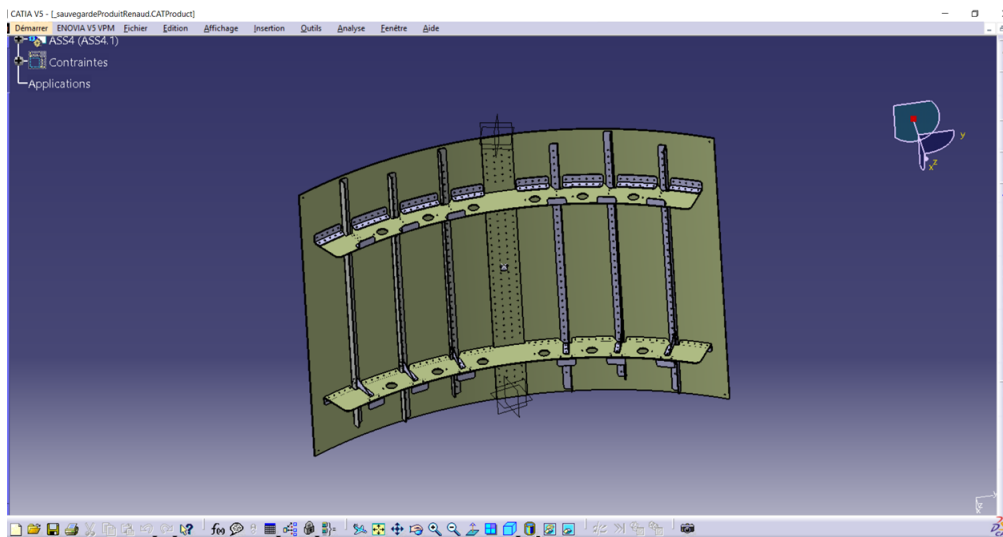 CATIA V5 - [_sauvegardeProduitRenaud.CATProduct]
Démarrer ENOVIA V5 VPM Fichier Edition Affichage Insertion Outils Analyse Fenêtre Aide
ASS4 (ASS4.1)
Contraintes
Applications
y
z
x
f(x)